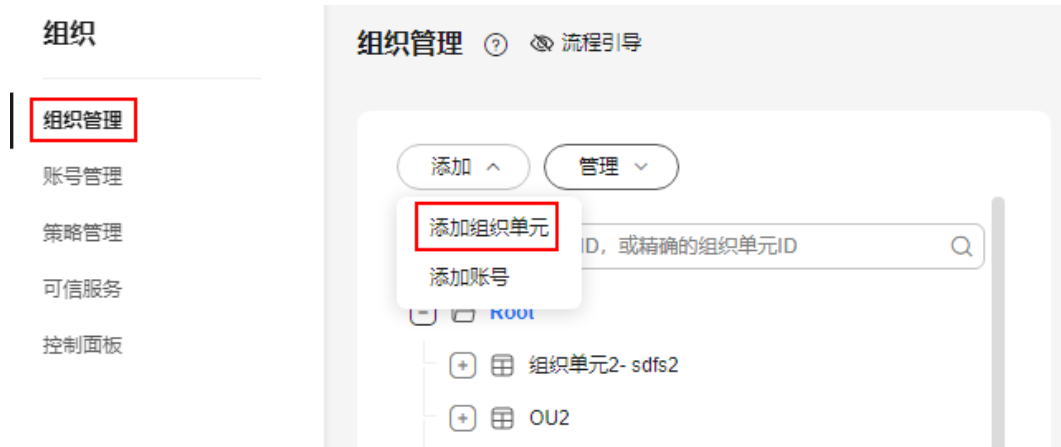 组织
组织管理
账号管理
策略管理
可信服务
控制面板
组织管理 ? 流程引导
添加 管理
添加组织单元
添加账号
ID，或精确的组织单元ID
Root
组织单元2- sdfs2
OU2